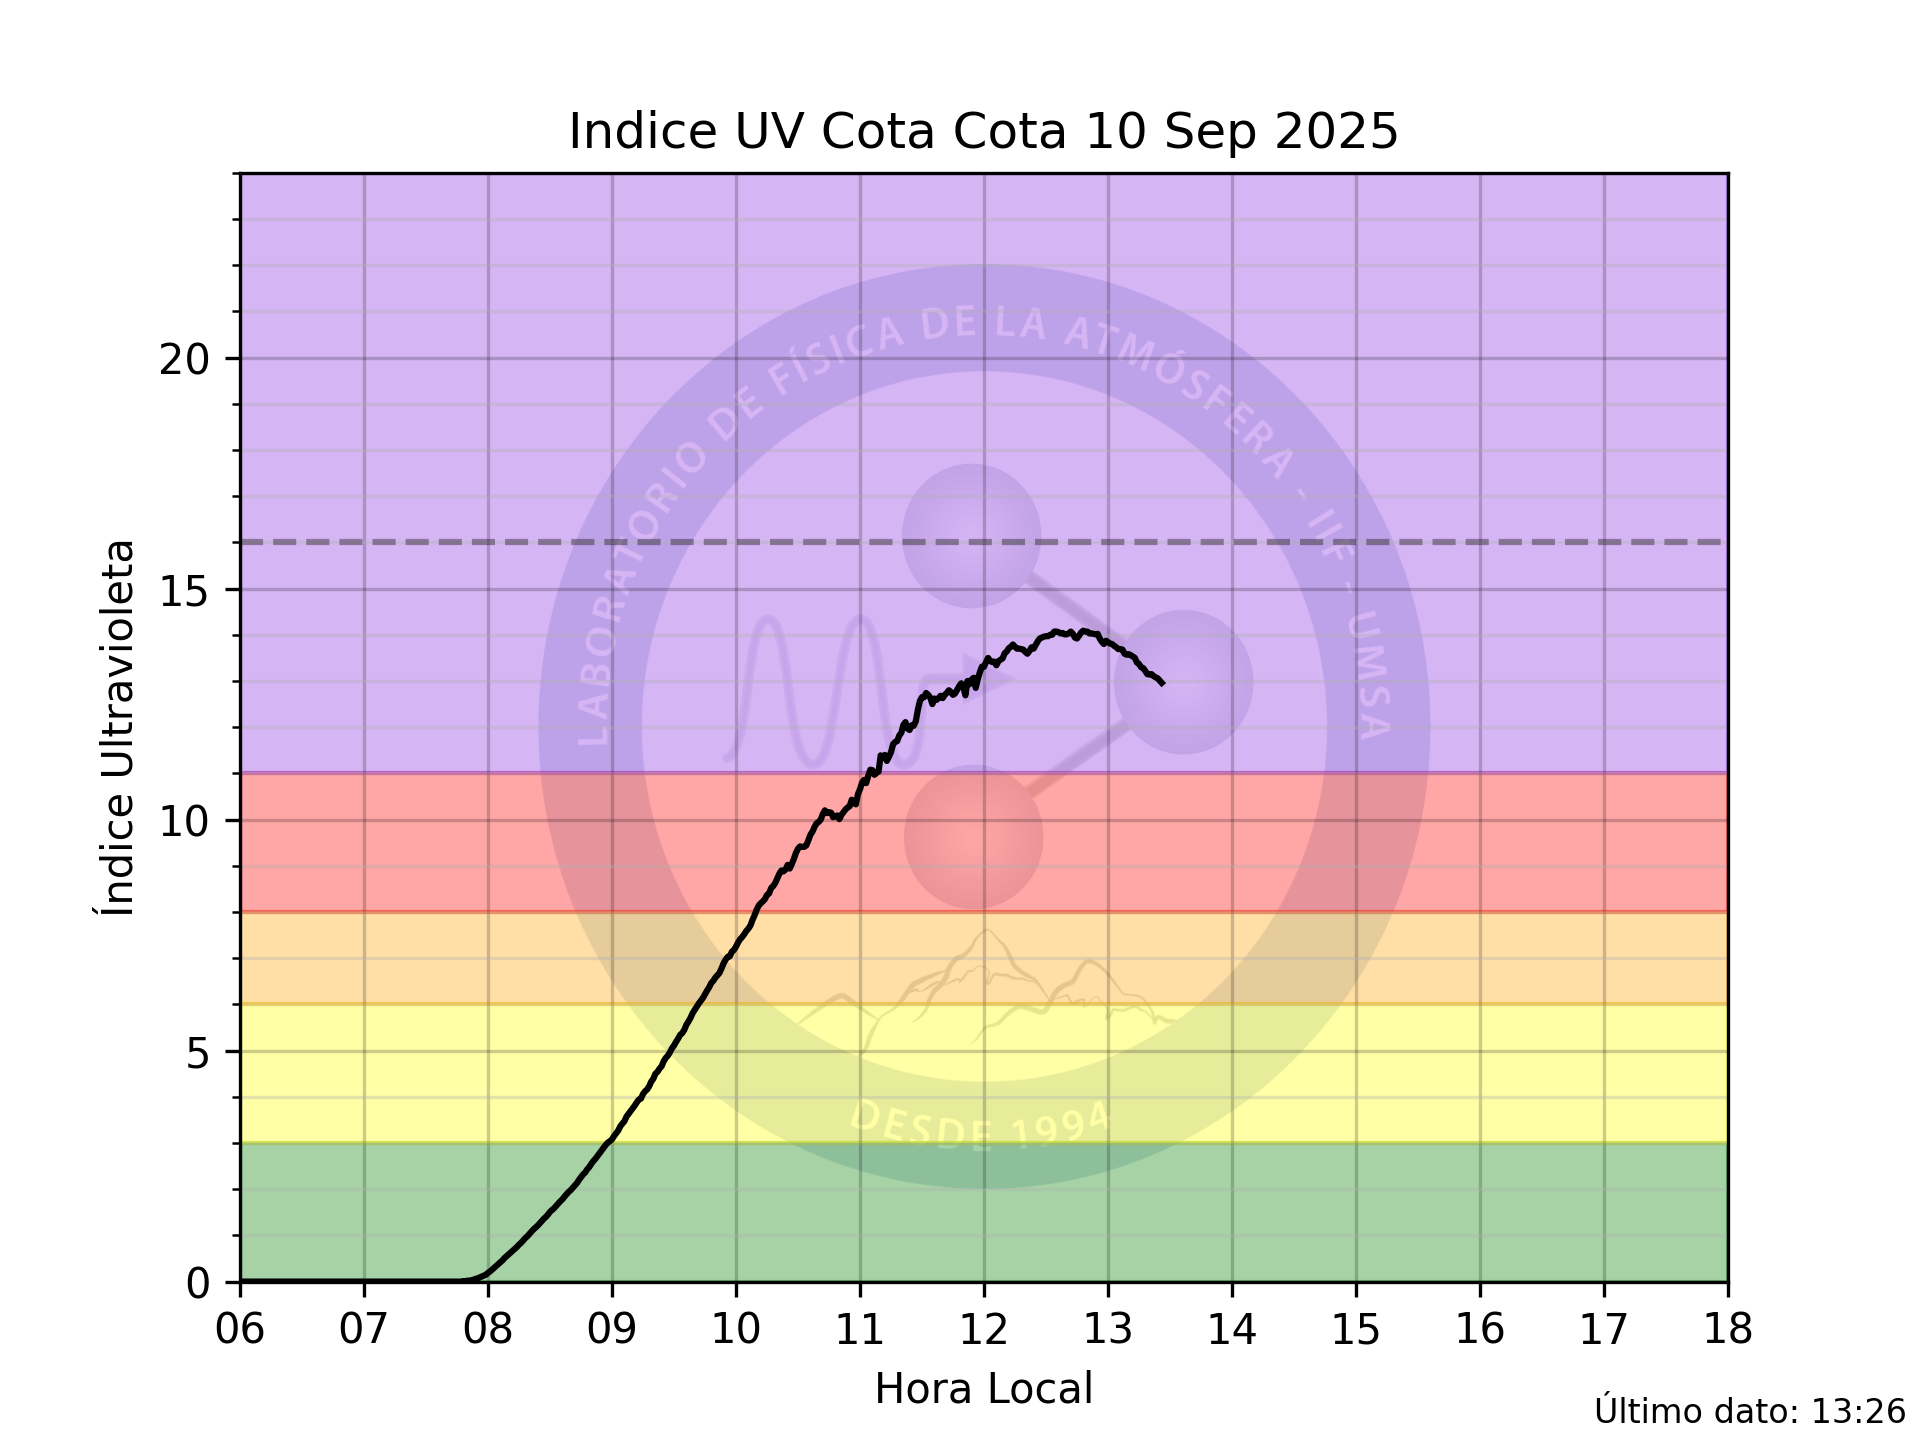 Indice UV Cota Cota 10 Sep 2025
Índice Ultravioleta
20
15
10
5
0
LABORATORIO DE FÍSICA DE LA ATMÓSFERA - IIF - UMSA
DESDE 1994
06 07 08 09 10 11 12 13 14 15 16 17 18
Hora Local
Último dato: 13:26